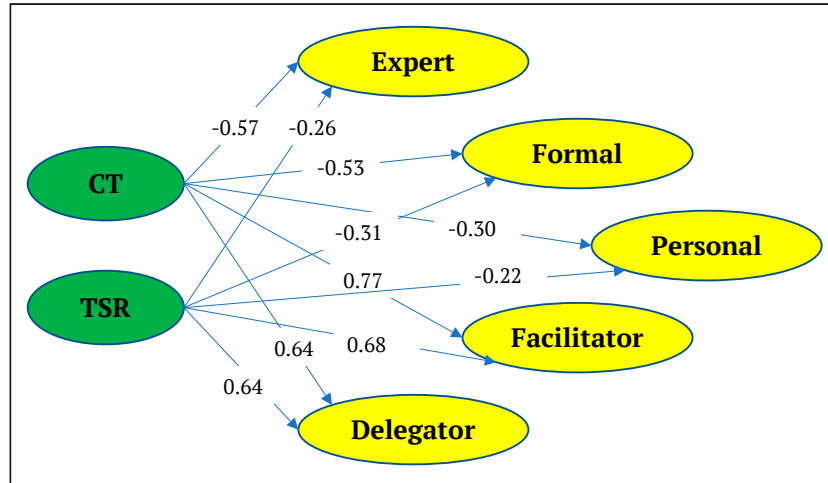 Expert
-0.57
-0.26
Formal
-0.53
CT
-0.31
-0.30
Personal
-0.22
0.77
TSR
Facilitator
0.64
0.68
0.64
Delegator